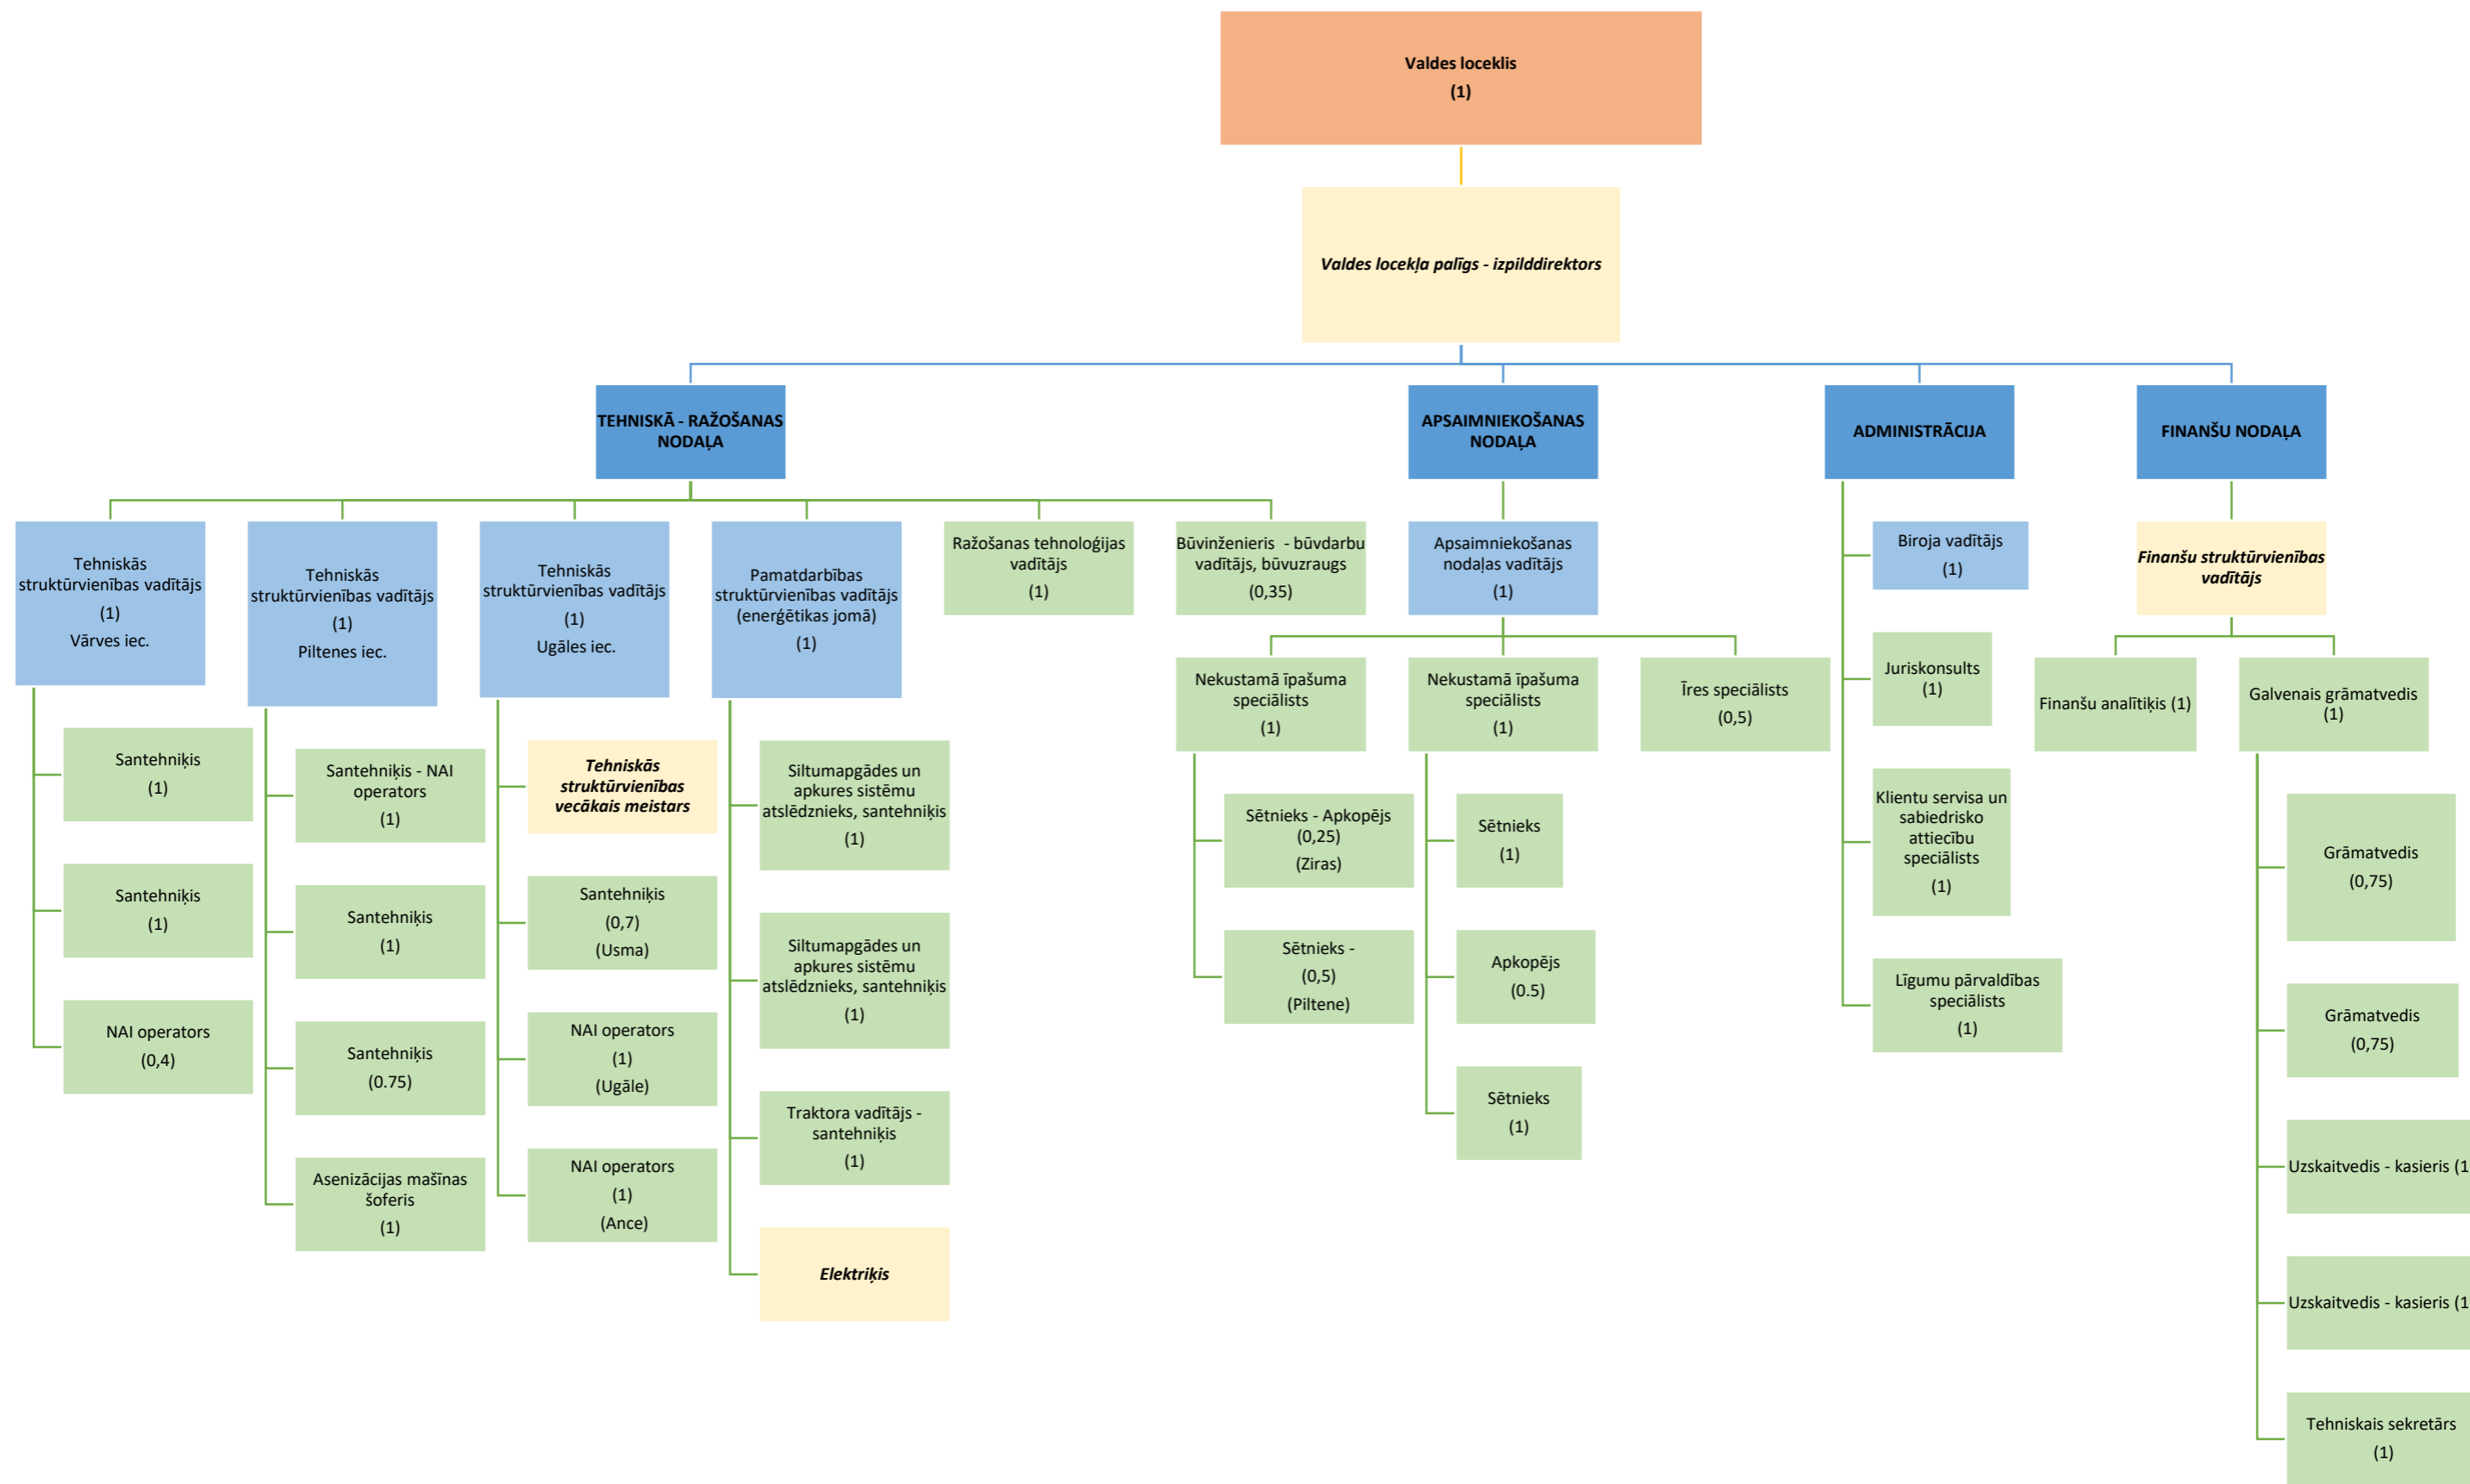 Valdes loceklis
(1)
Valdes locekļa palīgs - izpilddirektors
TEHNISKĀ - RAŽOŠANAS
NODAĻA
APSAIMNIEKOŠANAS
NODAĻA
ADMINISTRĀCIJA
FINANŠU NODAĻA
Tehniskās
struktūrvienības vadītājs
(1)
Vārves iec.
Tehniskās
struktūrvienības vadītājs
(1)
Piltenes iec.
Tehniskās
struktūrvienības vadītājs
(1)
Ugāles iec.
Pamatdarbības
struktūrvienības vadītājs
(enerģētikas jomā)
(1)
Ražošanas tehnoloģijas
vadītājs
(1)
Būvinženieris - būvdarbu
vadītājs, būvuzraugs
(0,35)
Apsaimniekošanas
nodaļas vadītājs
(1)
Biroja vadītājs
(1)
Finanšu struktūrvienības
vadītājs
Santehniķis
(1)
Santehniķis
(1)
NAI operators
(0,4)
Santehniķis - NAI
operators
(1)
Santehniķis
(1)
Santehniķis
(0.75)
Asenizācijas mašīnas
šoferis
(1)
Tehniskās
struktūrvienības
vecākais meistars
Santehniķis
(0,7)
(Usma)
NAI operators
(1)
(Ugāle)
NAI operators
(1)
(Ance)
Siltumapgādes un
apkures sistēmu
atslēdznieks, santehniķis
(1)
Siltumapgādes un
apkures sistēmu
atslēdznieks, santehniķis
(1)
Traktora vadītājs -
santehniķis
(1)
Elektriķis
Nekustamā īpašuma
speciālists
(1)
Nekustamā īpašuma
speciālists
(1)
Īres speciālists
(0,5)
Sētnieks - Apkopējs
(0,25)
(Ziras)
Sētnieks -
(0,5)
(Piltene)
Sētnieks
(1)
Apkopējs
(0.5)
Sētnieks
(1)
Juriskonsults
(1)
Klientu servisa un
sabiedrisko
attiecību
speciālists
(1)
Līgumu pārvaldības
speciālists
(1)
Finanšu analītiķis (1)
Galvenais grāmatvedis
(1)
Grāmatvedis
(0,75)
Grāmatvedis
(0,75)
Uzskaitvedis - kasieris (1
Uzskaitvedis - kasieris (1
Tehniskais sekretārs
(1)